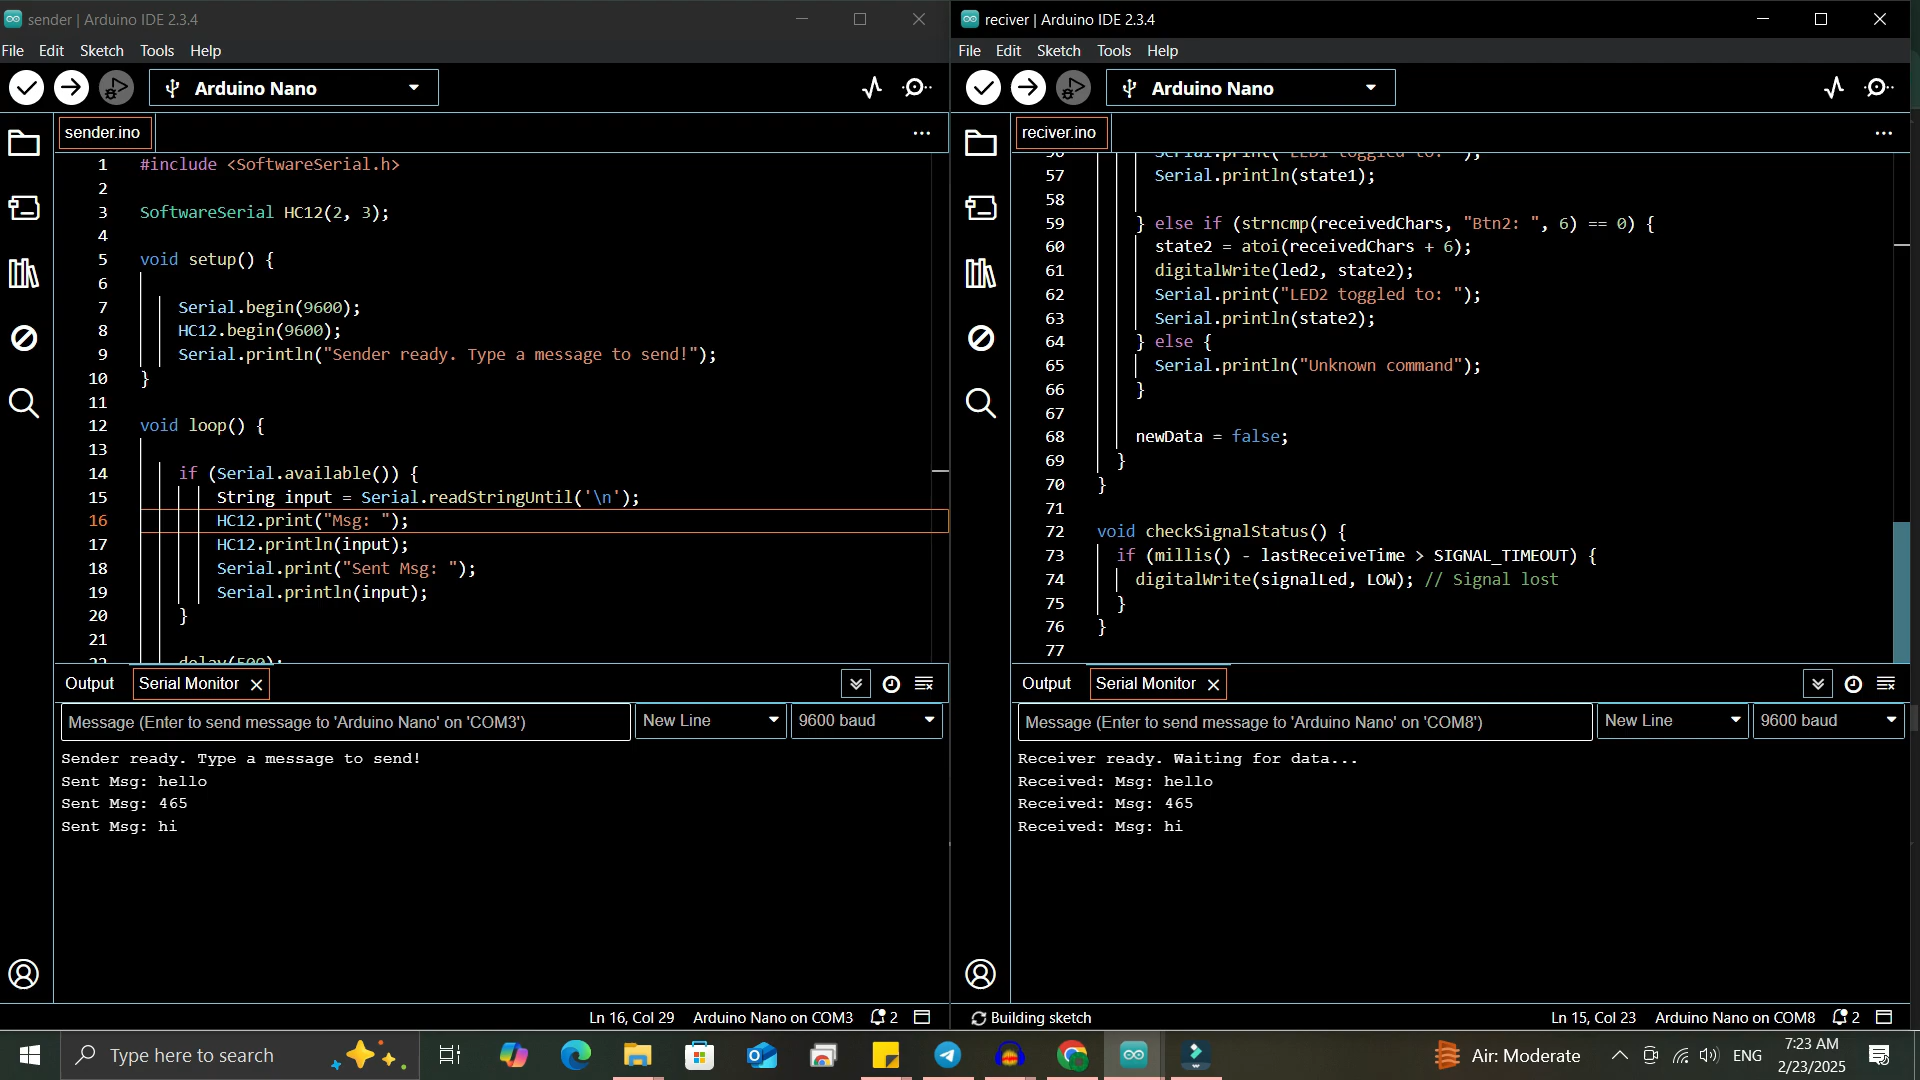 sender | Arduino IDE 2.3.4
File Edit Sketch Tools Help
Arduino Nano
sender.ino
1 #include <SoftwareSerial.h>
2
3 SoftwareSerial HC12(2, 3);
4
5 void setup() {
6
7 Serial.begin(9600);
8 HC12.begin(9600);
9 Serial.println("Sender ready. Type a message to send!");
10 }
11
12 void loop() {
13
14 if (Serial.available()) {
15 String input = Serial.readStringUntil('\n');
16 HC12.print("Msg: ");
17 HC12.println(input);
18 Serial.print("Sent Msg: ");
19 Serial.println(input);
20 }
21
22 delay(500);
Output Serial Monitor
Message (Enter to send message to 'Arduino Nano' on 'COM3') New Line 9600 baud
Sender ready. Type a message to send!
Sent Msg: hello
Sent Msg: 465
Sent Msg: hi
Ln 16, Col 29 Arduino Nano on COM3 2
reciver | Arduino IDE 2.3.4
File Edit Sketch Tools Help
Arduino Nano
reciver.ino
56 Serial.print("LED1 toggled to: ");
57 Serial.println(state1);
58
59 } else if (strncmp(receivedChars, "Btn2: ", 6) == 0) {
60 state2 = atoi(receivedChars + 6);
61 digitalWrite(led2, state2);
62 Serial.print("LED2 toggled to: ");
63 Serial.println(state2);
64 } else {
65 Serial.println("Unknown command");
66 }
67
68 newData = false;
69 }
70 }
71
72 void checkSignalStatus() {
73 if (millis() - lastReceiveTime > SIGNAL_TIMEOUT) {
74 digitalWrite(signalLed, LOW); // Signal lost
75 }
76 }
77
Output Serial Monitor
Message (Enter to send message to 'Arduino Nano' on 'COM8') New Line 9600 baud
Receiver ready. Waiting for data...
Received: Msg: hello
Received: Msg: 465
Received: Msg: hi
Building sketch Ln 15, Col 23 Arduino Nano on COM8 2
Type here to search
Air: Moderate ENG 7:23 AM
2/23/2025